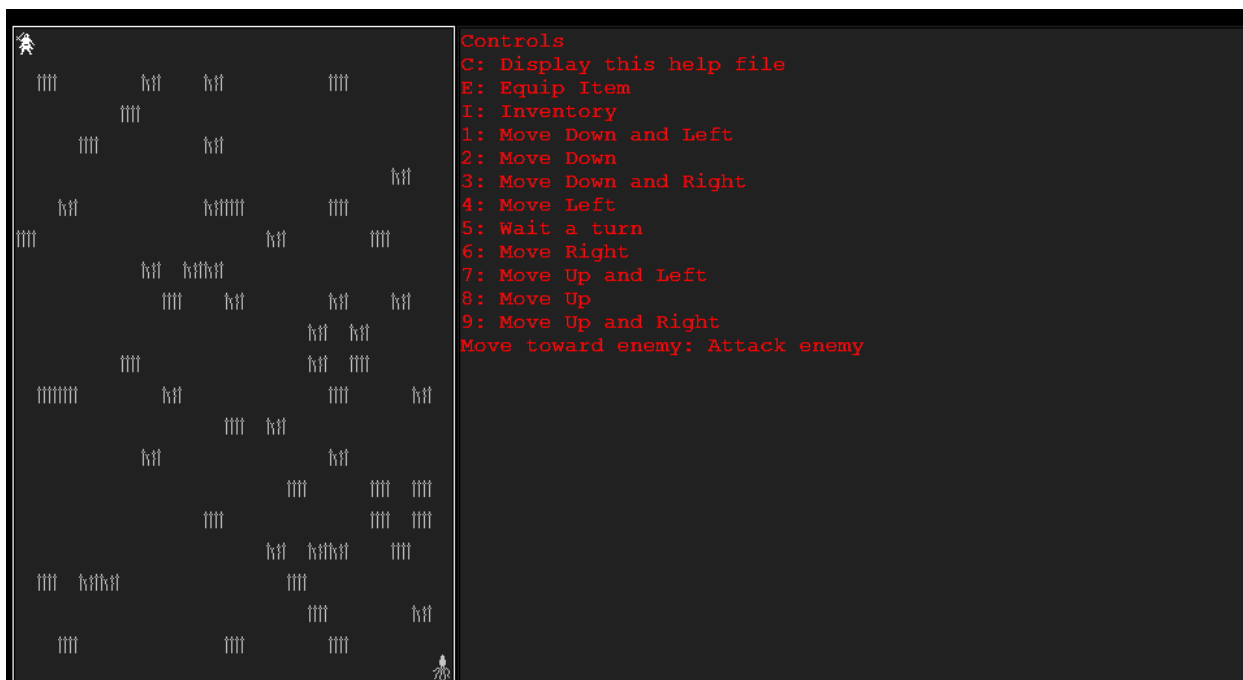 Controls
C: Display this help file
E: Equip Item
I: Inventory
1: Move Down and Left
2: Move Down
3: Move Down and Right
4: Move Left
5: Wait a turn
6: Move Right
7: Move Up and Left
8: Move Up
9: Move Up and Right
Move toward enemy: Attack enemy